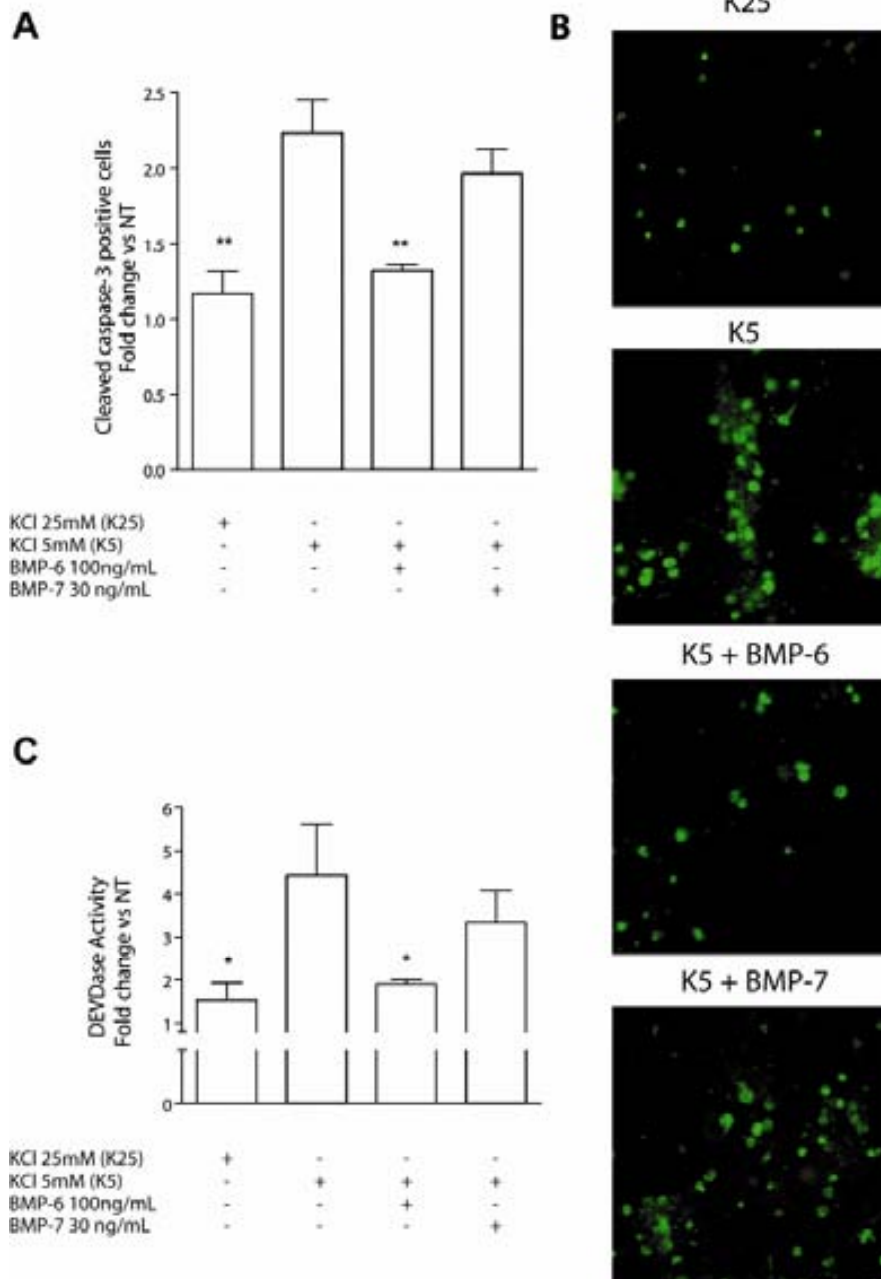 A
Cleaved caspase-3 positive cells
Fold change vs NT
2.5
2.0
1.5
1.0
0.5
0.0
**
**
KCl 25mM (K25) + - - -
KCl 5mM (K5) - + + +
BMP-6 100ng/mL - - + -
BMP-7 30 ng/mL - - - +
B
K25
K5
K5 + BMP-6
K5 + BMP-7
C
DEVDase Activity
Fold change vs NT
6
5
4
3
2
1
0
*
*
KCl 25mM (K25) + - - -
KCl 5mM (K5) - + + +
BMP-6 100ng/mL - - + -
BMP-7 30 ng/mL - - - +